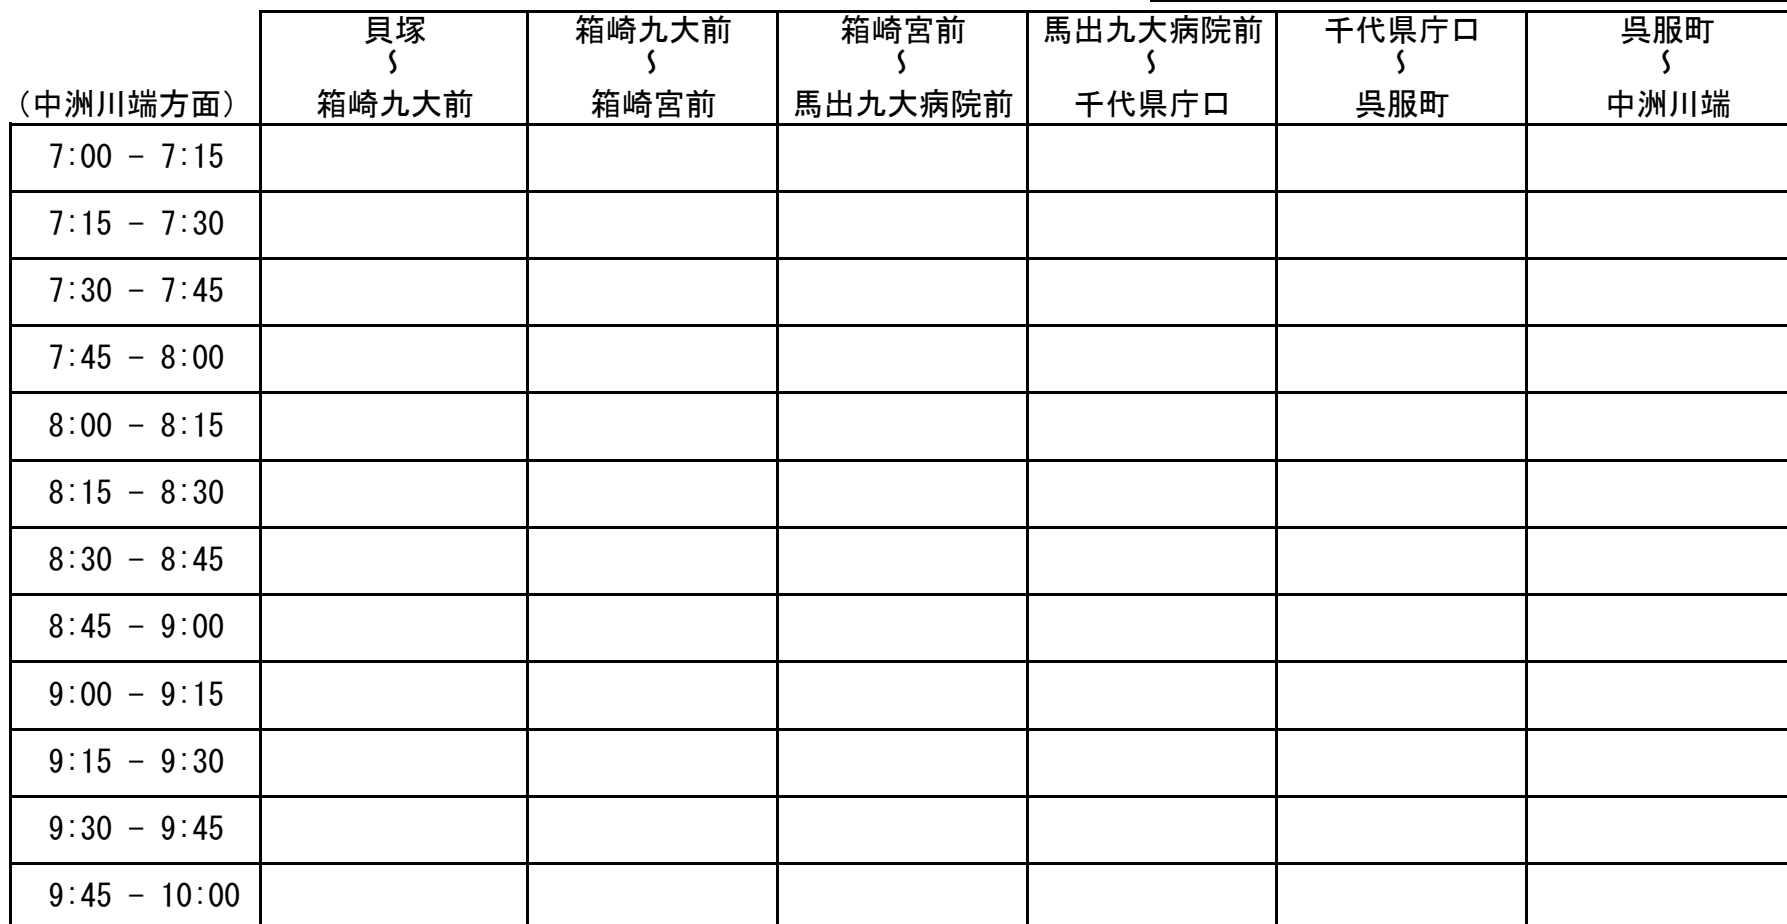 貝塚 箱崎九大前 箱崎宮前 馬出九大病院前 千代県庁口 呉服町
〜 〜 〜 〜 〜 〜
（中洲川端方面） 箱崎九大前 箱崎宮前 馬出九大病院前 千代県庁口 呉服町 中洲川端
7:00 - 7:15
7:15 - 7:30
7:30 - 7:45
7:45 - 8:00
8:00 - 8:15
8:15 - 8:30
8:30 - 8:45
8:45 - 9:00
9:00 - 9:15
9:15 - 9:30
9:30 - 9:45
9:45 - 10:00